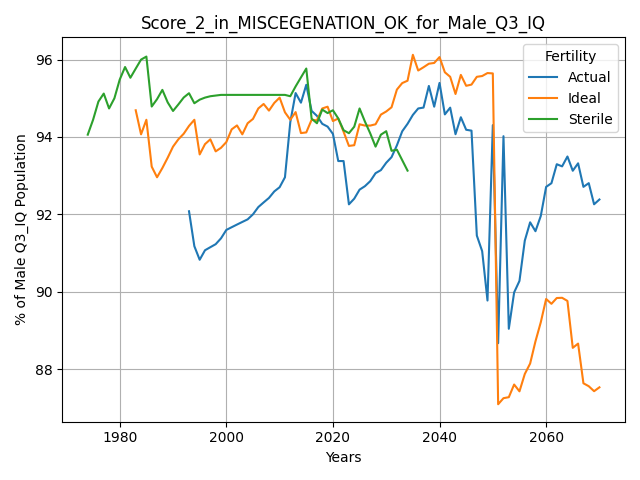 Score_2_in_MISCEGENATION_OK_for_Male_Q3_IQ
% of Male Q3_IQ Population
96
94
92
90
88
Fertility
Actual
Ideal
Sterile
1980 2000 2020 2040 2060
Years